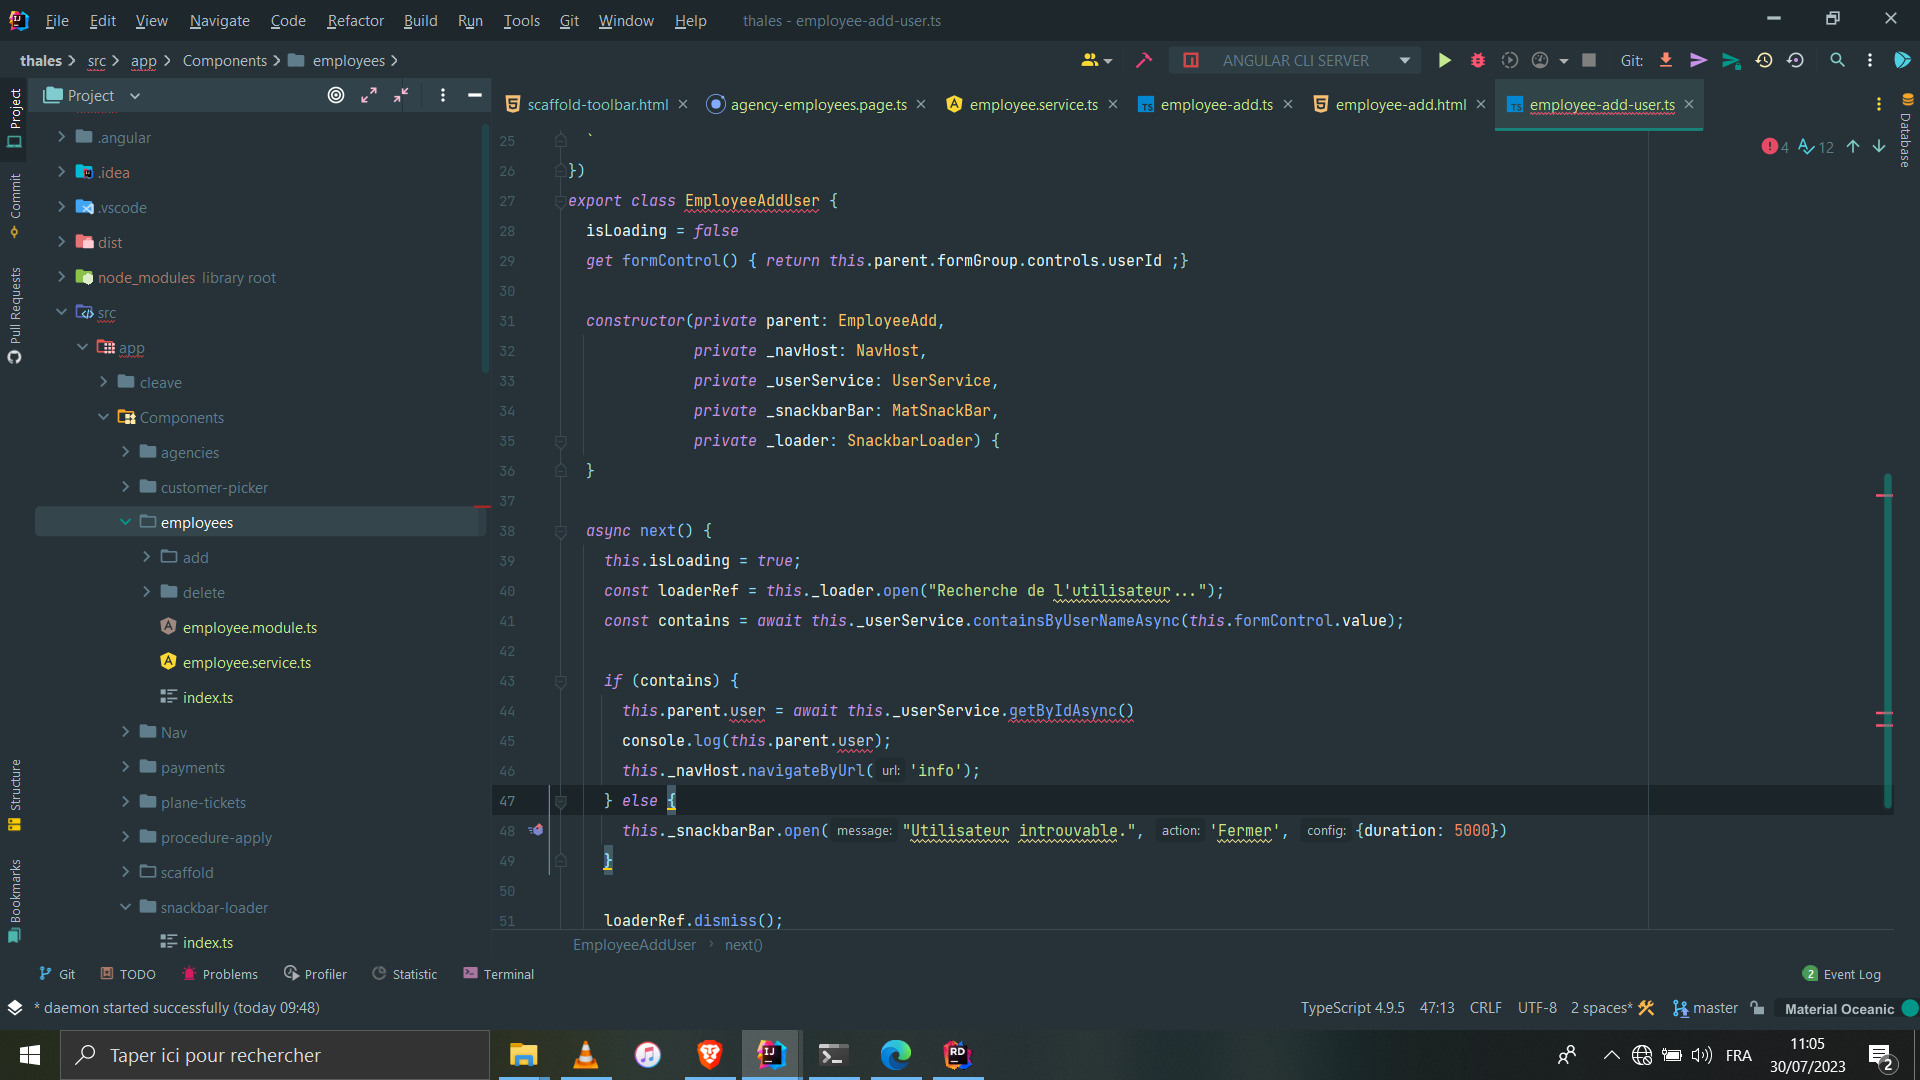 File Edit View Navigate Code Refactor Build Run Tools Git Window Help thales - employee-add-user.ts
thales src app Components employees ANGULAR CLI SERVER Git:
Project
scaffold-toolbar.html agency-employees.page.ts employee.service.ts employee-add.ts employee-add.html employee-add-user.ts
4 12
Project
Commit
Pull Requests
Structure
Bookmarks
Database
.angular
.idea
.vscode
dist
node_modules library root
src
app
cleave
Components
agencies
customer-picker
employees
add
delete
employee.module.ts
employee.service.ts
index.ts
Nav
payments
plane-tickets
procedure-apply
scaffold
snackbar-loader
index.ts
25 `
26 })
27 export class EmployeeAddUser {
28 isLoading = false
29 get formControl() { return this.parent.formGroup.controls.userId ;}
30
31 constructor(private parent: EmployeeAdd,
32 private _navHost: NavHost,
33 private _userService: UserService,
34 private _snackbarBar: MatSnackBar,
35 private _loader: SnackbarLoader) {
36 }
37
38 async next() {
39 this.isLoading = true;
40 const loaderRef = this._loader.open("Recherche de l'utilisateur...");
41 const contains = await this._userService.containsByUserNameAsync(this.formControl.value);
42
43 if (contains) {
44 this.parent.user = await this._userService.getByIdAsync()
45 console.log(this.parent.user);
46 this._navHost.navigateByUrl( url: 'info');
47 } else {
48 this._snackbarBar.open( message: "Utilisateur introuvable.", action: 'Fermer', config: {duration: 5000})
49 }
50
51 loaderRef.dismiss();
EmployeeAddUser › next()
Git TODO Problems Profiler Statistic Terminal 2 Event Log
* daemon started successfully (today 09:48) TypeScript 4.9.5 47:13 CRLF UTF-8 2 spaces* master Material Oceanic
Taper ici pour rechercher
FRA
11:05
30/07/2023
2